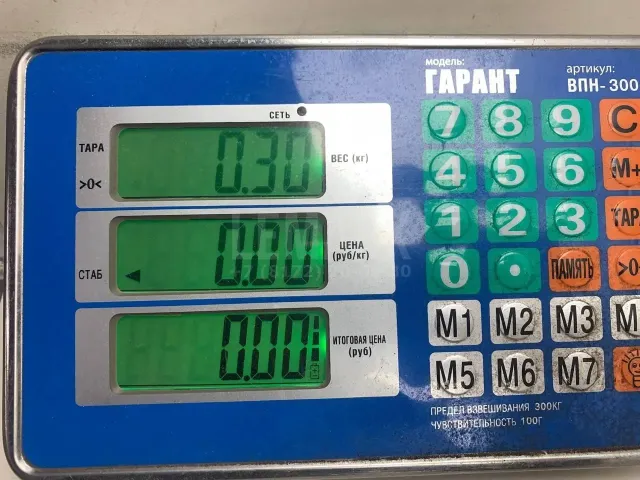 модель:
ГАРАНТ
артикул:
ВПН-300
СЕТЬ
ТАРА
>0<
0.30
ВЕС (кг)
СТАБ
0.00
ЦЕНА
(руб/кг)
0.00
ИТОГОВАЯ ЦЕНА
(руб)
7 8 9 C
4 5 6 M+
1 2 3 ТАР
0 • ПАМЯТЬ >0
M1 M2 M3 M
M5 M6 M7
ПРЕДЕЛ ВЗВЕШИВАНИЯ 300КГ
ЧУВСТВИТЕЛЬНОСТЬ 100Г